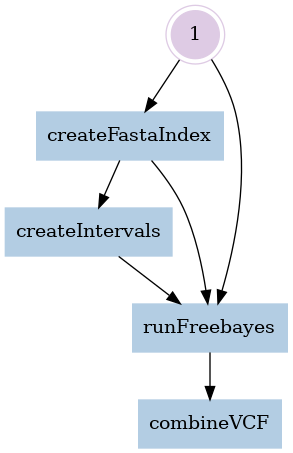 1
createFastaIndex
createIntervals
runFreebayes
combineVCF